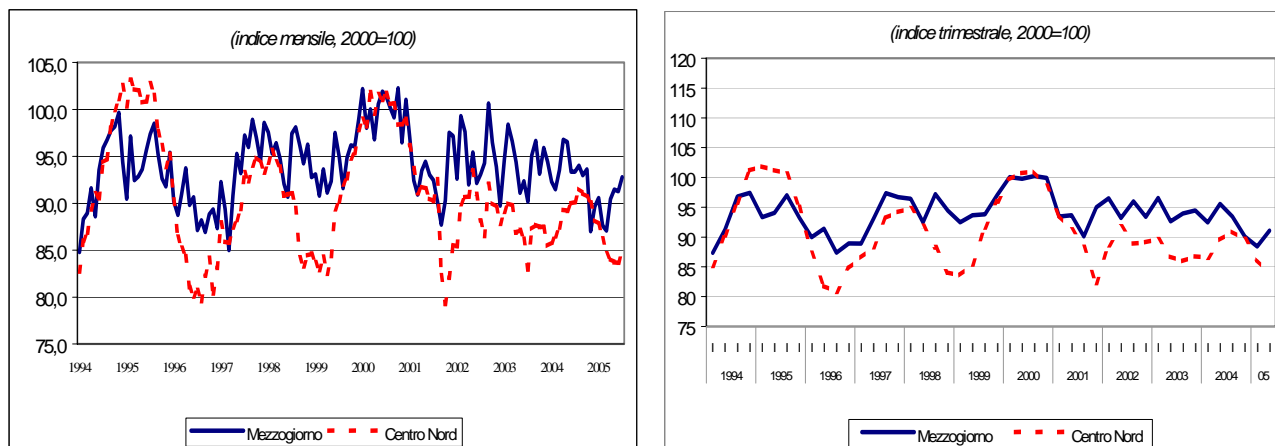 (indice mensile, 2000=100)
105,0
100,0
95,0
90,0
85,0
80,0
75,0
1994 1995 1996 1997 1998 1999 2000 2001 2002 2003 2004 2005
Mezzogiorno Centro Nord
(indice trimestrale, 2000=100)
120
115
110
105
100
95
90
85
80
75
1994 1995 1996 1997 1998 1999 2000 2001 2002 2003 2004 05
Mezzogiorno Centro Nord